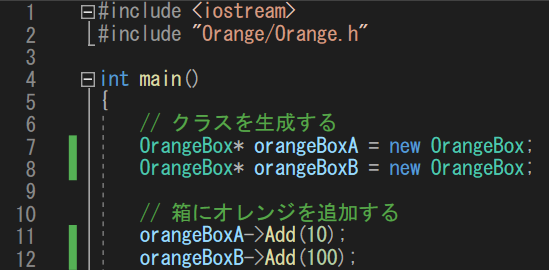 1 #include <iostream>
2 #include "Orange/Orange.h"
3
4 int main()
5 {
6 // クラスを生成する
7 OrangeBox* orangeBoxA = new OrangeBox;
8 OrangeBox* orangeBoxB = new OrangeBox;
9
10 // 箱にオレンジを追加する
11 orangeBoxA->Add(10);
12 orangeBoxB->Add(100);